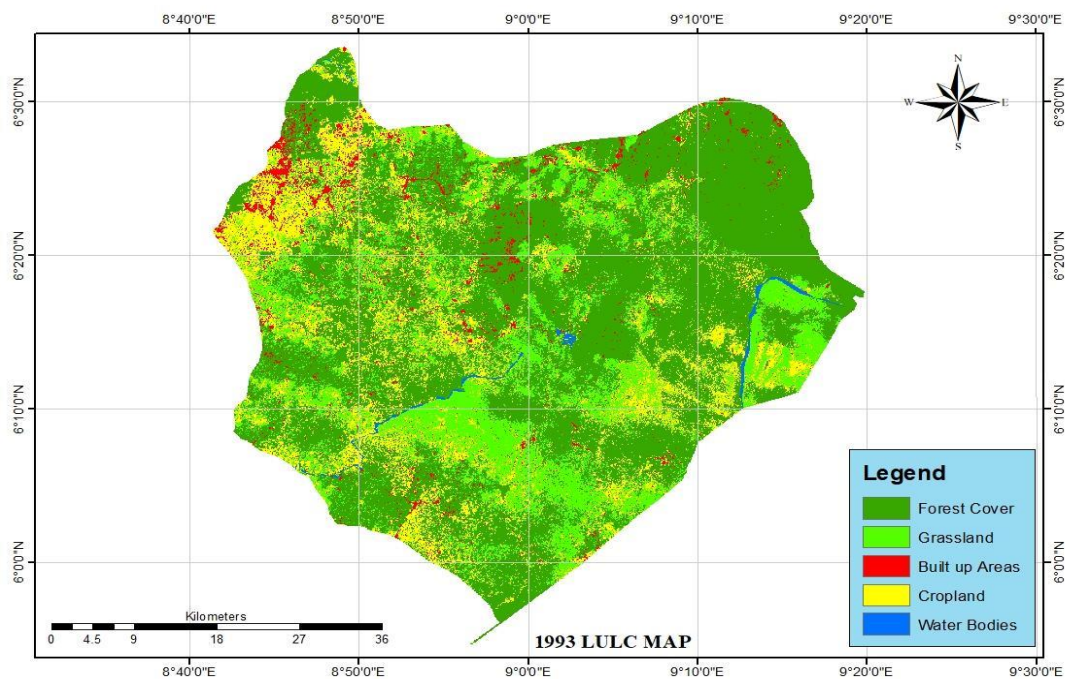 8°40'0"E 8°50'0"E 9°0'0"E 9°10'0"E 9°20'0"E 9°30'0"E
N
W E
S
6°30'0"N 6°30'0"N
6°20'0"N 6°20'0"N
6°10'0"N 6°10'0"N
6°0'0"N 6°0'0"N
Legend
Forest Cover
Grassland
Built up Areas
Cropland
Water Bodies
Kilometers
0 4.5 9 18 27 36
1993 LULC MAP
8°40'0"E 8°50'0"E 9°0'0"E 9°10'0"E 9°20'0"E 9°30'0"E